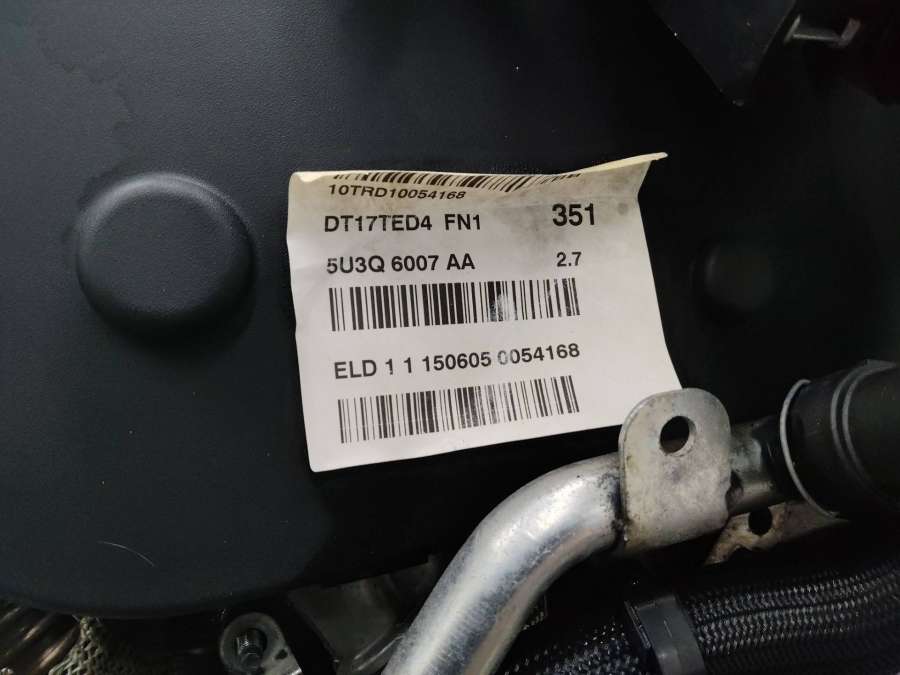 10TRD10054168
DT17TED4 FN1 351
5U3Q 6007 AA 2.7
ELD 1 1 150605 0054168